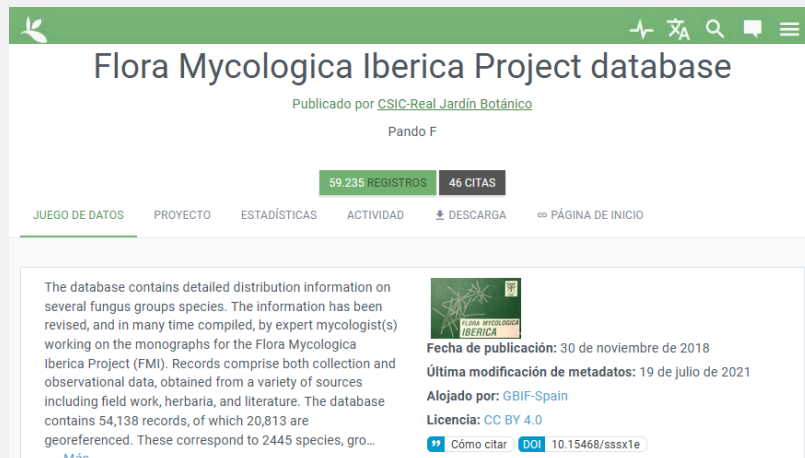 Flora Mycologica Iberica Project database
Publicado por CSIC-Real Jardín Botánico
Pando F
59.235 REGISTROS 46 CITAS
JUEGO DE DATOS PROYECTO ESTADÍSTICAS ACTIVIDAD DESCARGA PÁGINA DE INICIO
The database contains detailed distribution information on
several fungus groups species. The information has been
revised, and in many time compiled, by expert mycologist(s)
working on the monographs for the Flora Mycologica
Iberica Project (FMI). Records comprise both collection and
observational data, obtained from a variety of sources
including field work, herbaria, and literature. The database
contains 54,138 records, of which 20,813 are
georeferenced. These correspond to 2445 species, gro...
Más
FLORA MYCOLOGICA
IBERICA
Fecha de publicación: 30 de noviembre de 2018
Última modificación de metadatos: 19 de julio de 2021
Alojado por: GBIF-Spain
Licencia: CC BY 4.0
Cómo citar DOI 10.15468/sssx1e